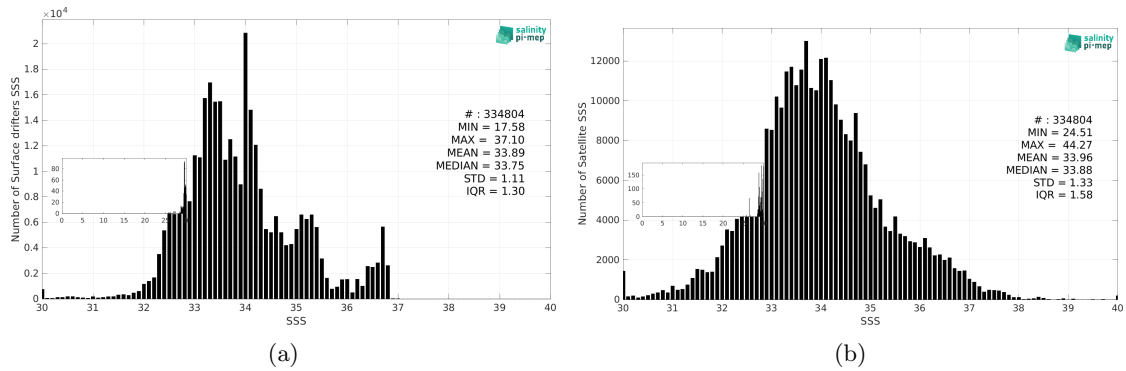 ×10⁴
salinity
pi-mep
Number of Surface drifters SSS
2
1.8
1.6
1.4
1.2
1
0.8
0.6
0.4
0.2
0
# : 334804
MIN = 17.58
MAX = 37.10
MEAN = 33.89
MEDIAN = 33.75
STD = 1.11
IQR = 1.30
80
60
40
20
0
0 5 10 15 20 25
30 31 32 33 34 35 36 37 38 39 40
SSS
(a)
salinity
pi-mep
Number of Satellite SSS
12000
10000
8000
6000
4000
2000
0
# : 334804
MIN = 24.51
MAX = 44.27
MEAN = 33.96
MEDIAN = 33.88
STD = 1.33
IQR = 1.58
150
100
50
0
0 5 10 15 20
30 31 32 33 34 35 36 37 38 39 40
SSS
(b)